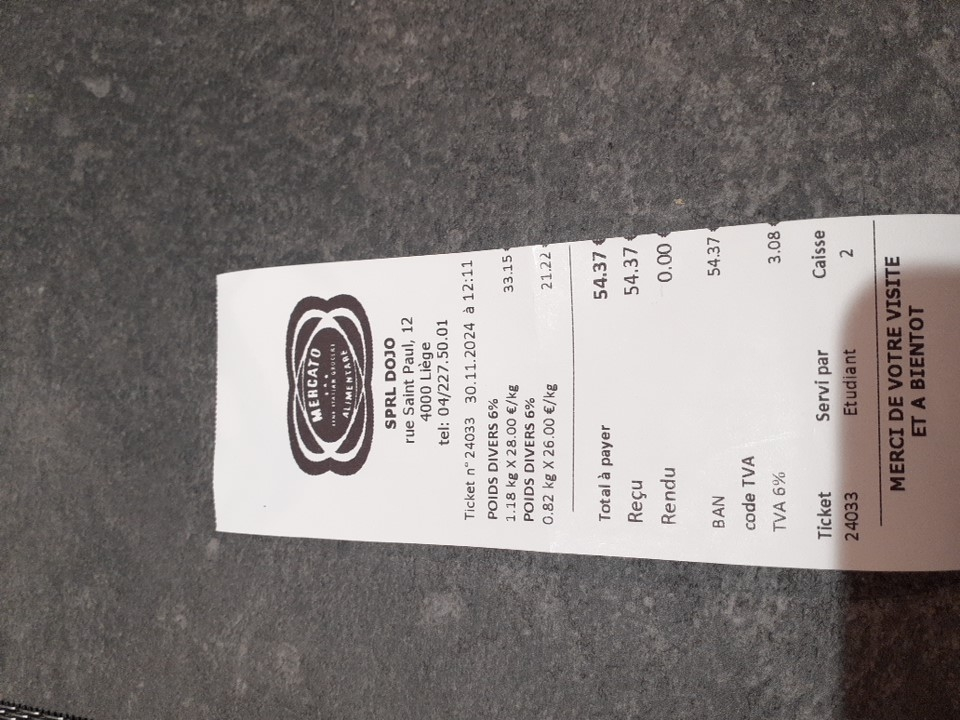 MERCATO
ALIMENTARE
SPRL DOJO
rue Saint Paul, 12
4000 Liège
tel: 04/227.50.01
Ticket n° 24033 30.11.2024 à 12:11
POIDS DIVERS 6%
1.18 kg X 28.00 €/kg 33.15 €
POIDS DIVERS 6%
0.82 kg X 26.00 €/kg 21.22
Total à payer 54.37 €
Reçu 54.37 €
Rendu 0.00 €
BAN 54.37 €
code TVA
TVA 6% 3.08 €
Ticket Servi par Caisse
24033 Etudiant 2
MERCI DE VOTRE VISITE
ET A BIENTOT